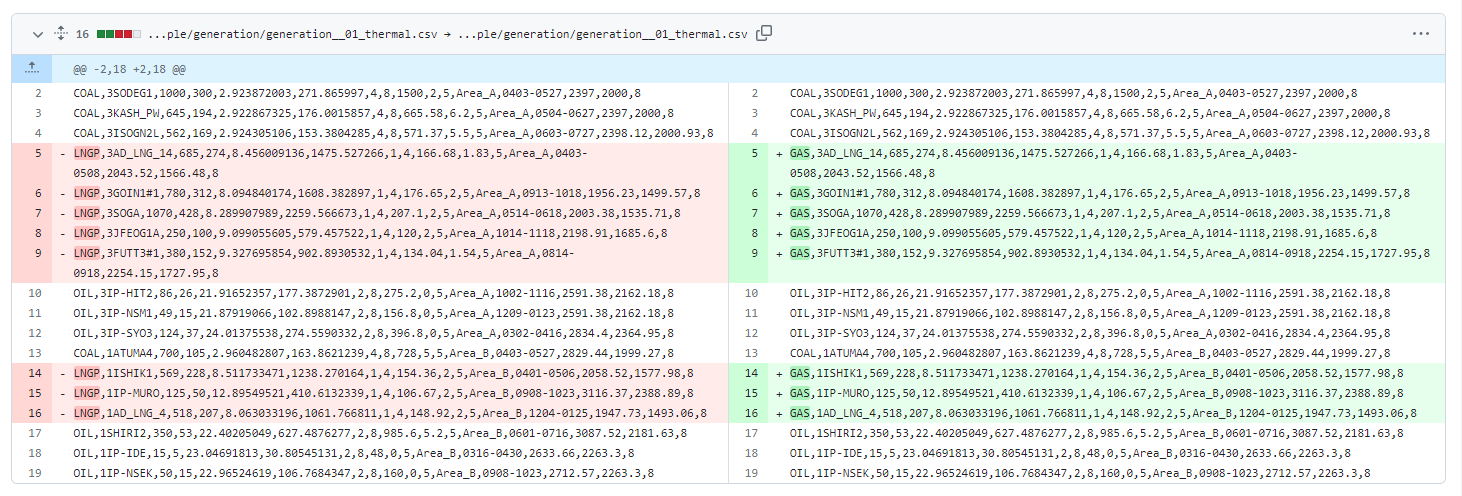 16 ...ple/generation/generation__01_thermal.csv → ...ple/generation/generation__01_thermal.csv
@@ -2,18 +2,18 @@
2 COAL,3SODEG1,1000,300,2.923872003,271.865997,4,8,1500,2,5,Area_A,0403-0527,2397,2000,8
3 COAL,3KASH_PW,645,194,2.922867325,176.0015857,4,8,665.58,6.2,5,Area_A,0504-0627,2397,2000,8
4 COAL,3ISOGN2L,562,169,2.924305106,153.3804285,4,8,571.37,5.5,5,Area_A,0603-0727,2398.12,2000.93,8
5 - LNGP,3AD_LNG_14,685,274,8.456009136,1475.527266,1,4,166.68,1.83,5,Area_A,0403-
0508,2043.52,1566.48,8
6 - LNGP,3GOIN1#1,780,312,8.094840174,1608.382897,1,4,176.65,2,5,Area_A,0913-1018,1956.23,1499.57,8
7 - LNGP,3SOGA,1070,428,8.289907989,2259.566673,1,4,207.1,2,5,Area_A,0514-0618,2003.38,1535.71,8
8 - LNGP,3JFEOG1A,250,100,9.099055605,579.457522,1,4,120,2,5,Area_A,1014-1118,2198.91,1685.6,8
9 - LNGP,3FUTT3#1,380,152,9.327695854,902.8930532,1,4,134.04,1.54,5,Area_A,0814-
0918,2254.15,1727.95,8
10 OIL,3IP-HIT2,86,26,21.91652357,177.3872901,2,8,275.2,0,5,Area_A,1002-1116,2591.38,2162.18,8
11 OIL,3IP-NSM1,49,15,21.87919066,102.8988147,2,8,156.8,0,5,Area_A,1209-0123,2591.38,2162.18,8
12 OIL,3IP-SYO3,124,37,24.01375538,274.5590332,2,8,396.8,0,5,Area_A,0302-0416,2834.4,2364.95,8
13 COAL,1ATUMA4,700,105,2.960482807,163.8621239,4,8,728,5,5,Area_B,0403-0527,2829.44,1999.27,8
14 - LNGP,1ISHIK1,569,228,8.511733471,1238.270164,1,4,154.36,2,5,Area_B,0401-0506,2058.52,1577.98,8
15 - LNGP,1IP-MURO,125,50,12.89549521,410.6132339,1,4,106.67,2,5,Area_B,0908-1023,3116.37,2388.89,8
16 - LNGP,1AD_LNG_4,518,207,8.063033196,1061.766811,1,4,148.92,2,5,Area_B,1204-0125,1947.73,1493.06,8
17 OIL,1SHIRI2,350,53,22.40205049,627.4876277,2,8,985.6,5.2,5,Area_B,0601-0716,3087.52,2181.63,8
18 OIL,1IP-IDE,15,5,23.04691813,30.80545131,2,8,48,0,5,Area_B,0316-0430,2633.66,2263.3,8
19 OIL,1IP-NSEK,50,15,22.96524619,106.7684347,2,8,160,0,5,Area_B,0908-1023,2712.57,2263.3,8
2 COAL,3SODEG1,1000,300,2.923872003,271.865997,4,8,1500,2,5,Area_A,0403-0527,2397,2000,8
3 COAL,3KASH_PW,645,194,2.922867325,176.0015857,4,8,665.58,6.2,5,Area_A,0504-0627,2397,2000,8
4 COAL,3ISOGN2L,562,169,2.924305106,153.3804285,4,8,571.37,5.5,5,Area_A,0603-0727,2398.12,2000.93,8
5 + GAS,3AD_LNG_14,685,274,8.456009136,1475.527266,1,4,166.68,1.83,5,Area_A,0403-
0508,2043.52,1566.48,8
6 + GAS,3GOIN1#1,780,312,8.094840174,1608.382897,1,4,176.65,2,5,Area_A,0913-1018,1956.23,1499.57,8
7 + GAS,3SOGA,1070,428,8.289907989,2259.566673,1,4,207.1,2,5,Area_A,0514-0618,2003.38,1535.71,8
8 + GAS,3JFEOG1A,250,100,9.099055605,579.457522,1,4,120,2,5,Area_A,1014-1118,2198.91,1685.6,8
9 + GAS,3FUTT3#1,380,152,9.327695854,902.8930532,1,4,134.04,1.54,5,Area_A,0814-0918,2254.15,1727.95,8
10 OIL,3IP-HIT2,86,26,21.91652357,177.3872901,2,8,275.2,0,5,Area_A,1002-1116,2591.38,2162.18,8
11 OIL,3IP-NSM1,49,15,21.87919066,102.8988147,2,8,156.8,0,5,Area_A,1209-0123,2591.38,2162.18,8
12 OIL,3IP-SYO3,124,37,24.01375538,274.5590332,2,8,396.8,0,5,Area_A,0302-0416,2834.4,2364.95,8
13 COAL,1ATUMA4,700,105,2.960482807,163.8621239,4,8,728,5,5,Area_B,0403-0527,2829.44,1999.27,8
14 + GAS,1ISHIK1,569,228,8.511733471,1238.270164,1,4,154.36,2,5,Area_B,0401-0506,2058.52,1577.98,8
15 + GAS,1IP-MURO,125,50,12.89549521,410.6132339,1,4,106.67,2,5,Area_B,0908-1023,3116.37,2388.89,8
16 + GAS,1AD_LNG_4,518,207,8.063033196,1061.766811,1,4,148.92,2,5,Area_B,1204-0125,1947.73,1493.06,8
17 OIL,1SHIRI2,350,53,22.40205049,627.4876277,2,8,985.6,5.2,5,Area_B,0601-0716,3087.52,2181.63,8
18 OIL,1IP-IDE,15,5,23.04691813,30.80545131,2,8,48,0,5,Area_B,0316-0430,2633.66,2263.3,8
19 OIL,1IP-NSEK,50,15,22.96524619,106.7684347,2,8,160,0,5,Area_B,0908-1023,2712.57,2263.3,8